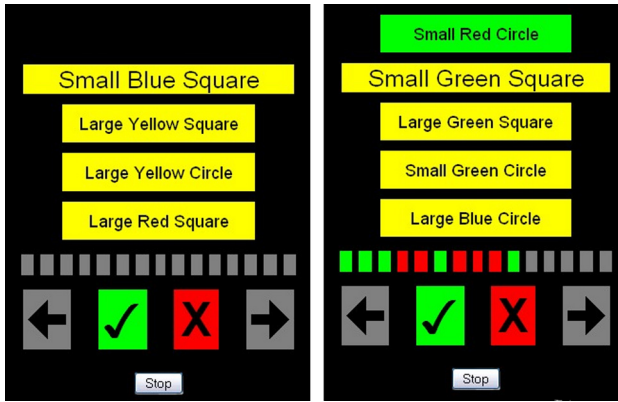 Small Blue Square
Large Yellow Square
Large Yellow Circle
Large Red Square
X
Stop
Small Red Circle
Small Green Square
Large Green Square
Small Green Circle
Large Blue Circle
X
Stop